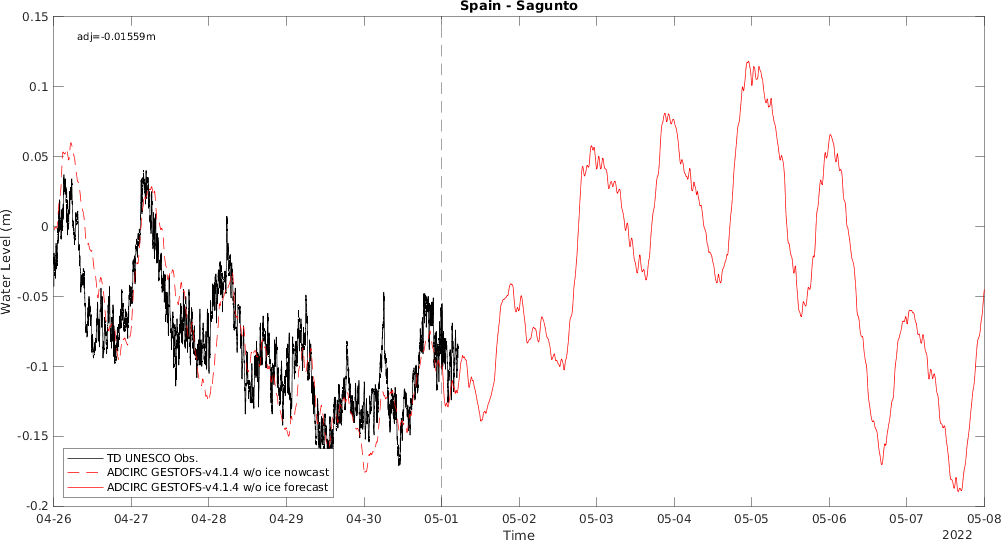 Spain - Sagunto
adj=-0.01559m
0.15
0.1
0.05
0
-0.05
-0.1
-0.15
-0.2
Water Level (m)
TD UNESCO Obs.
ADCIRC GESTOFS-v4.1.4 w/o ice nowcast
ADCIRC GESTOFS-v4.1.4 w/o ice forecast
04-26 04-27 04-28 04-29 04-30 05-01 05-02 05-03 05-04 05-05 05-06 05-07 05-08
Time
2022